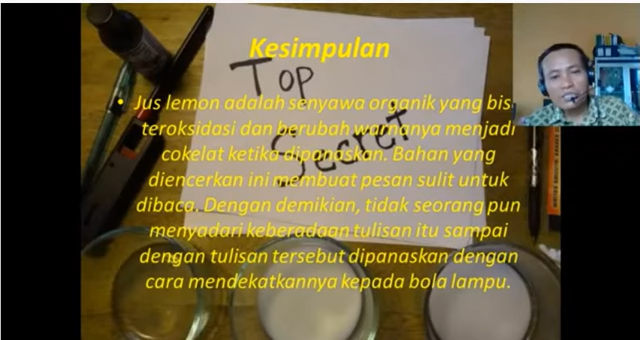 Kesimpulan
Top
Secret
• Jus lemon adalah senyawa organik yang bis
teroksidasi dan berubah warnanya menjadi
cokelat ketika dipanaskan. Bahan yang
diencerkan ini membuat pesan sulit untuk
dibaca. Dengan demikian, tidak seorang pun
menyadari keberadaan tulisan itu sampai
dengan tulisan tersebut dipanaskan dengan
cara mendekatkannya kepada bola lampu.